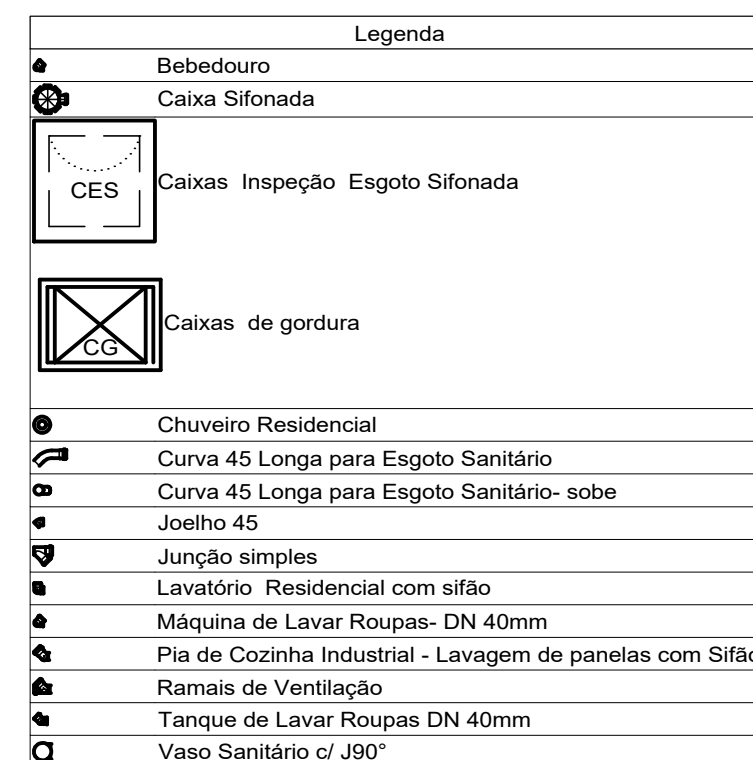 Legenda
Bebedouro
Caixa Sifonada
CES
Caixas Inspeção Esgoto Sifonada
CG
Caixas de gordura
Chuveiro Residencial
Curva 45 Longa para Esgoto Sanitário
Curva 45 Longa para Esgoto Sanitário- sobe
Joelho 45
Junção simples
Lavatório Residencial com sifão
Máquina de Lavar Roupas- DN 40mm
Pia de Cozinha Industrial - Lavagem de panelas com Sifão
Ramais de Ventilação
Tanque de Lavar Roupas DN 40mm
Vaso Sanitário c/ J90°